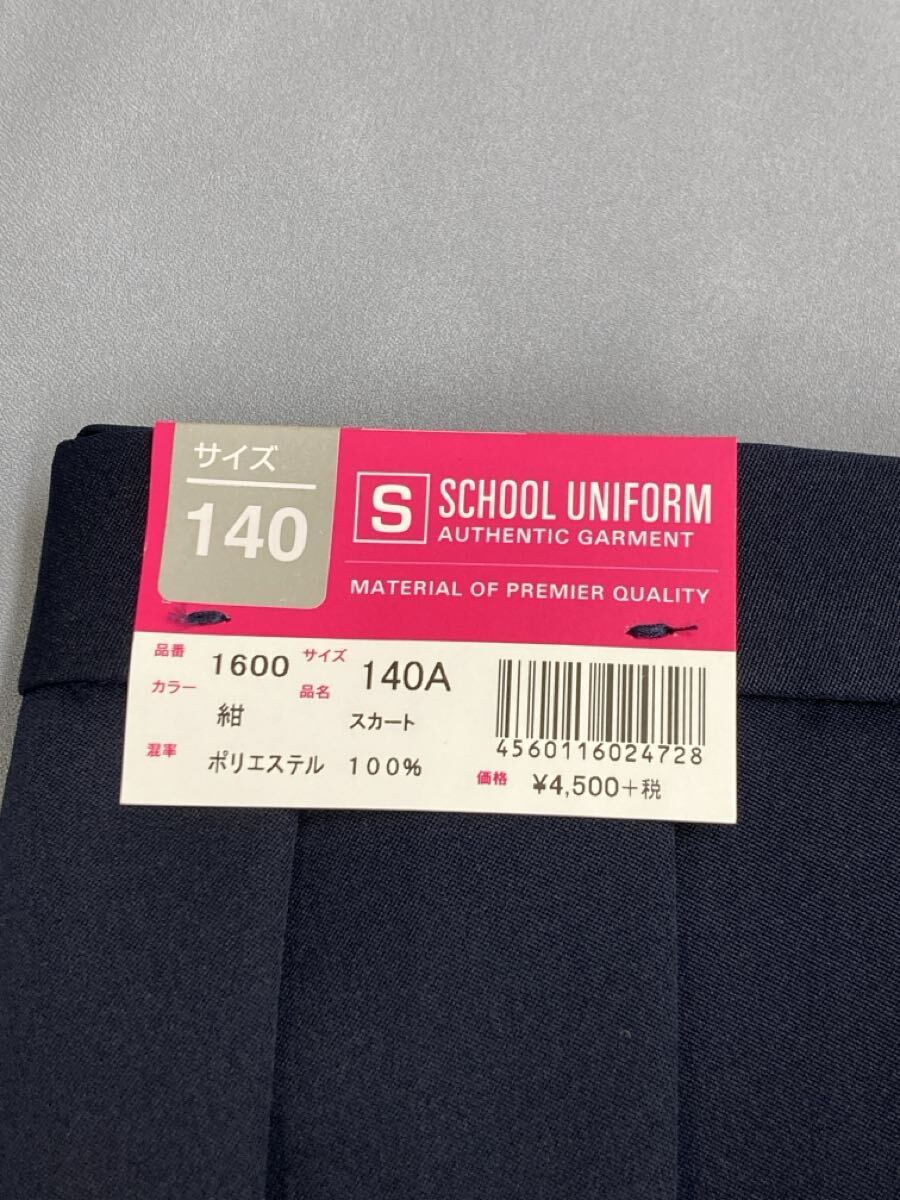 サイズ
140
S SCHOOL UNIFORM
AUTHENTIC GARMENT
MATERIAL OF PREMIER QUALITY
品番 1600 サイズ 140A
カラー 紺 品名 スカート
混率 ポリエステル 100%
4560116024728
価格 ¥4,500+税